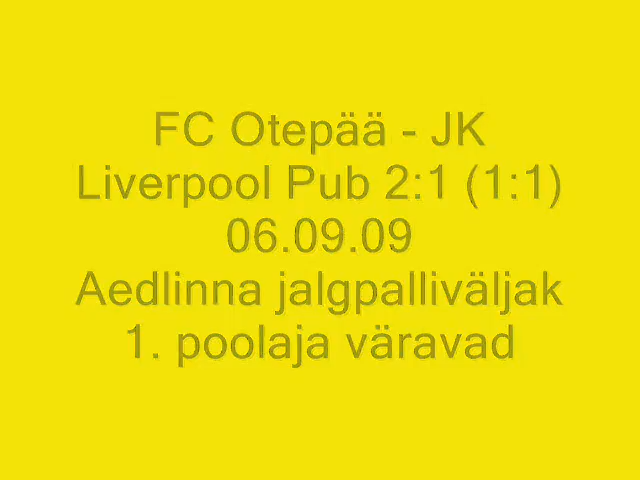 FC Otepää - JK
Liverpool Pub 2:1 (1:1)
06.09.09
Aedlinna jalgpalliväljak
1. poolaja väravad